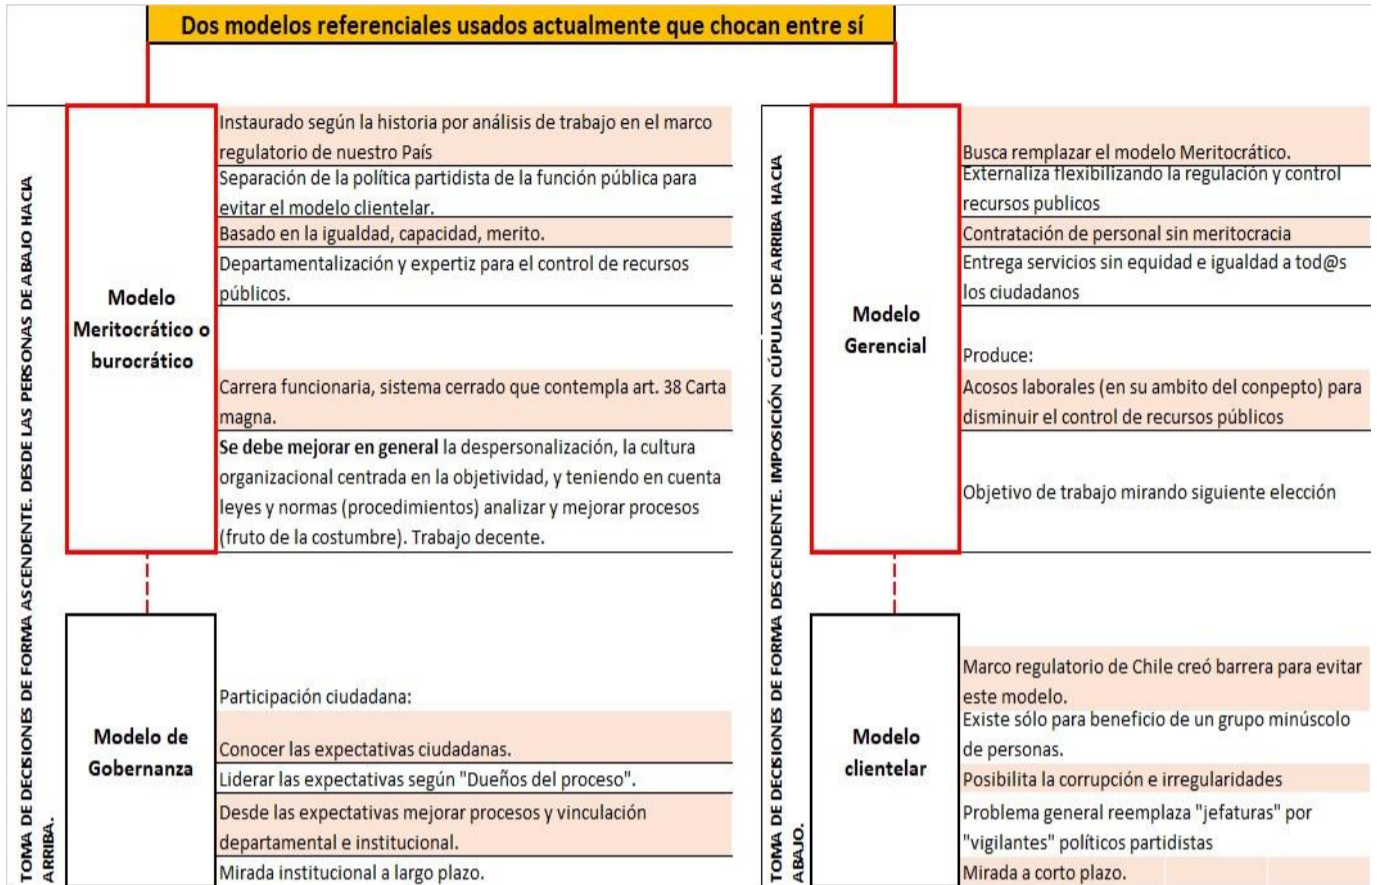 Dos modelos referenciales usados actualmente que chocan entre sí
TOMA DE DECISIONES DE FORMA ASCENDENTE. DESDE LAS PERSONAS DE ABAJO HACIA
ARRIBA.
Modelo
Meritocrático o
burocrático
Instaurado según la historia por análisis de trabajo en el marco
regulatorio de nuestro País
Separación de la política partidista de la función pública para
evitar el modelo clientelar.
Basado en la igualdad, capacidad, merito.
Departamentalización y expertiz para el control de recursos
públicos.
Carrera funcionaria, sistema cerrado que contempla art. 38 Carta
magna.
Se debe mejorar en general la despersonalización, la cultura
organizacional centrada en la objetividad, y teniendo en cuenta
leyes y normas (procedimientos) analizar y mejorar procesos
(fruto de la costumbre). Trabajo decente.
Modelo de
Gobernanza
Participación ciudadana:
Conocer las expectativas ciudadanas.
Liderar las expectativas según "Dueños del proceso".
Desde las expectativas mejorar procesos y vinculación
departamental e institucional.
Mirada institucional a largo plazo.
TOMA DE DECISIONES DE FORMA DESCENDENTE. IMPOSICIÓN CÚPULAS DE ARRIBA HACIA
ABAJO.
Modelo
Gerencial
Busca remplazar el modelo Meritocrático.
Externaliza flexibilizando la regulación y control
recursos publicos
Contratación de personal sin meritocracia
Entrega servicios sin equidad e igualdad a tod@s
los ciudadanos
Produce:
Acosos laborales (en su ambito del conpepto) para
disminuir el control de recursos públicos
Objetivo de trabajo mirando siguiente elección
Modelo
clientelar
Marco regulatorio de Chile creó barrera para evitar
este modelo.
Existe sólo para beneficio de un grupo minúscolo
de personas.
Posibilita la corrupción e irregularidades
Problema general reemplaza "jefaturas" por
"vigilantes" políticos partidistas
Mirada a corto plazo.